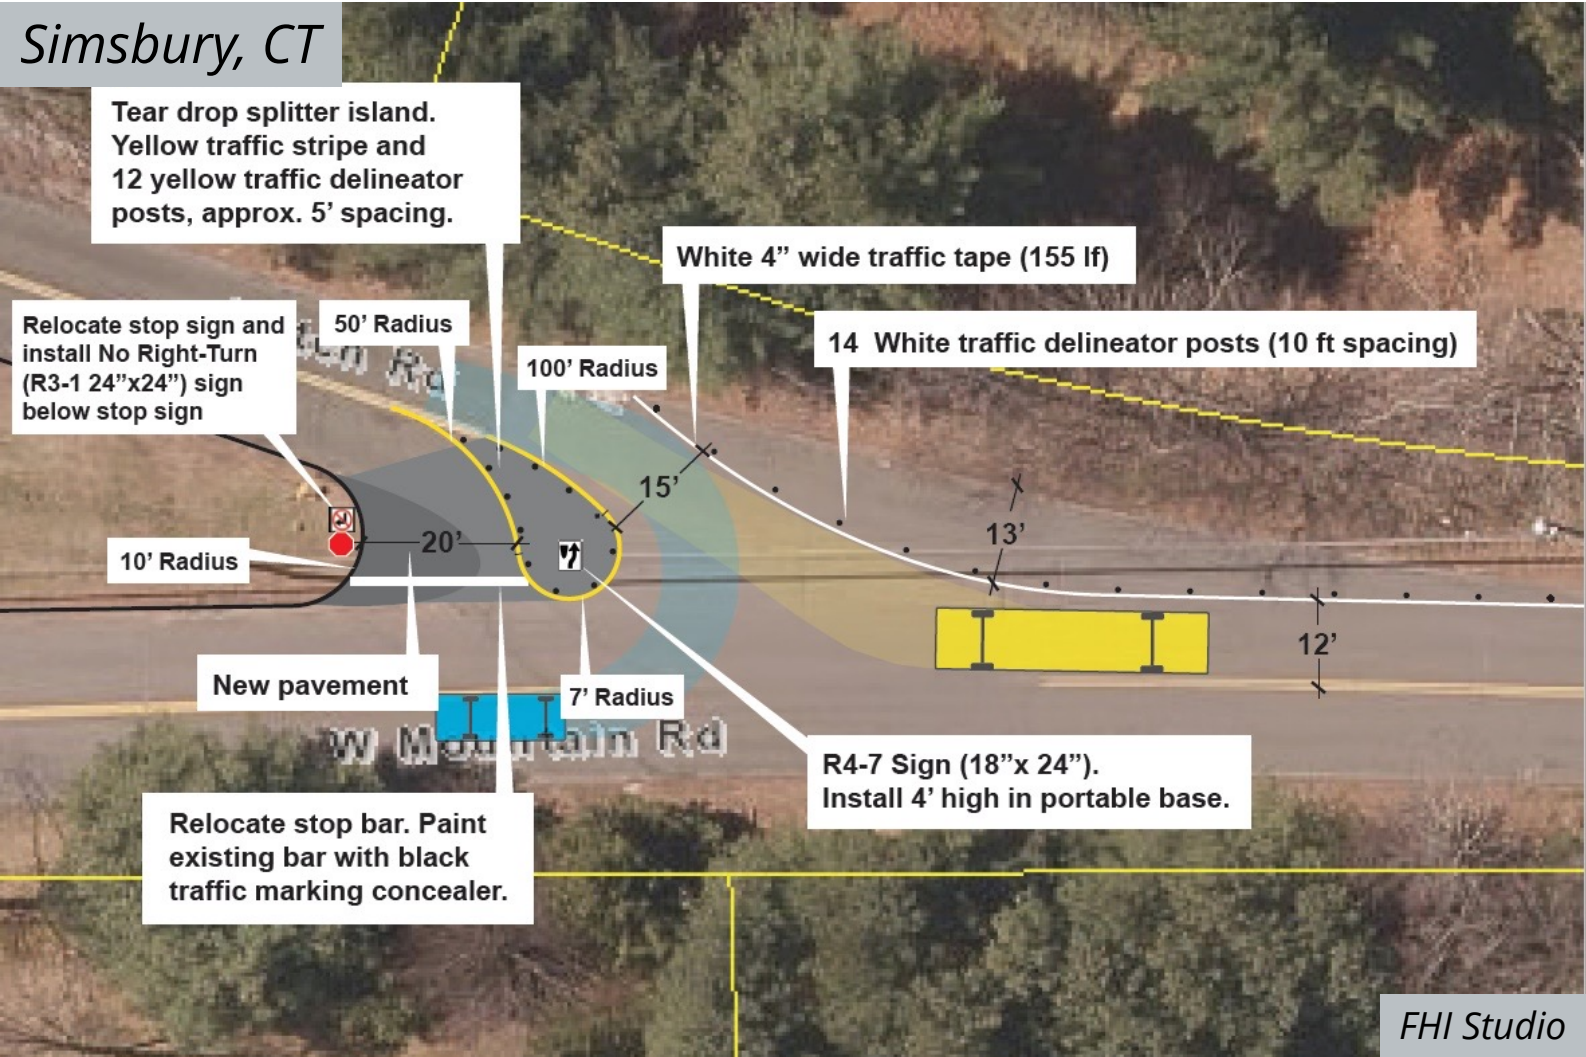 Simsbury, CT
Tear drop splitter island.
Yellow traffic stripe and
12 yellow traffic delineator
posts, approx. 5’ spacing.
White 4” wide traffic tape (155 lf)
Relocate stop sign and
install No Right-Turn
(R3-1 24”x24”) sign
below stop sign
50’ Radius
100’ Radius
14 White traffic delineator posts (10 ft spacing)
15’
13’
20’
10’ Radius
12’
New pavement
7’ Radius
W Mountain Rd
R4-7 Sign (18”x 24”).
Install 4’ high in portable base.
Relocate stop bar. Paint
existing bar with black
traffic marking concealer.
FHI Studio